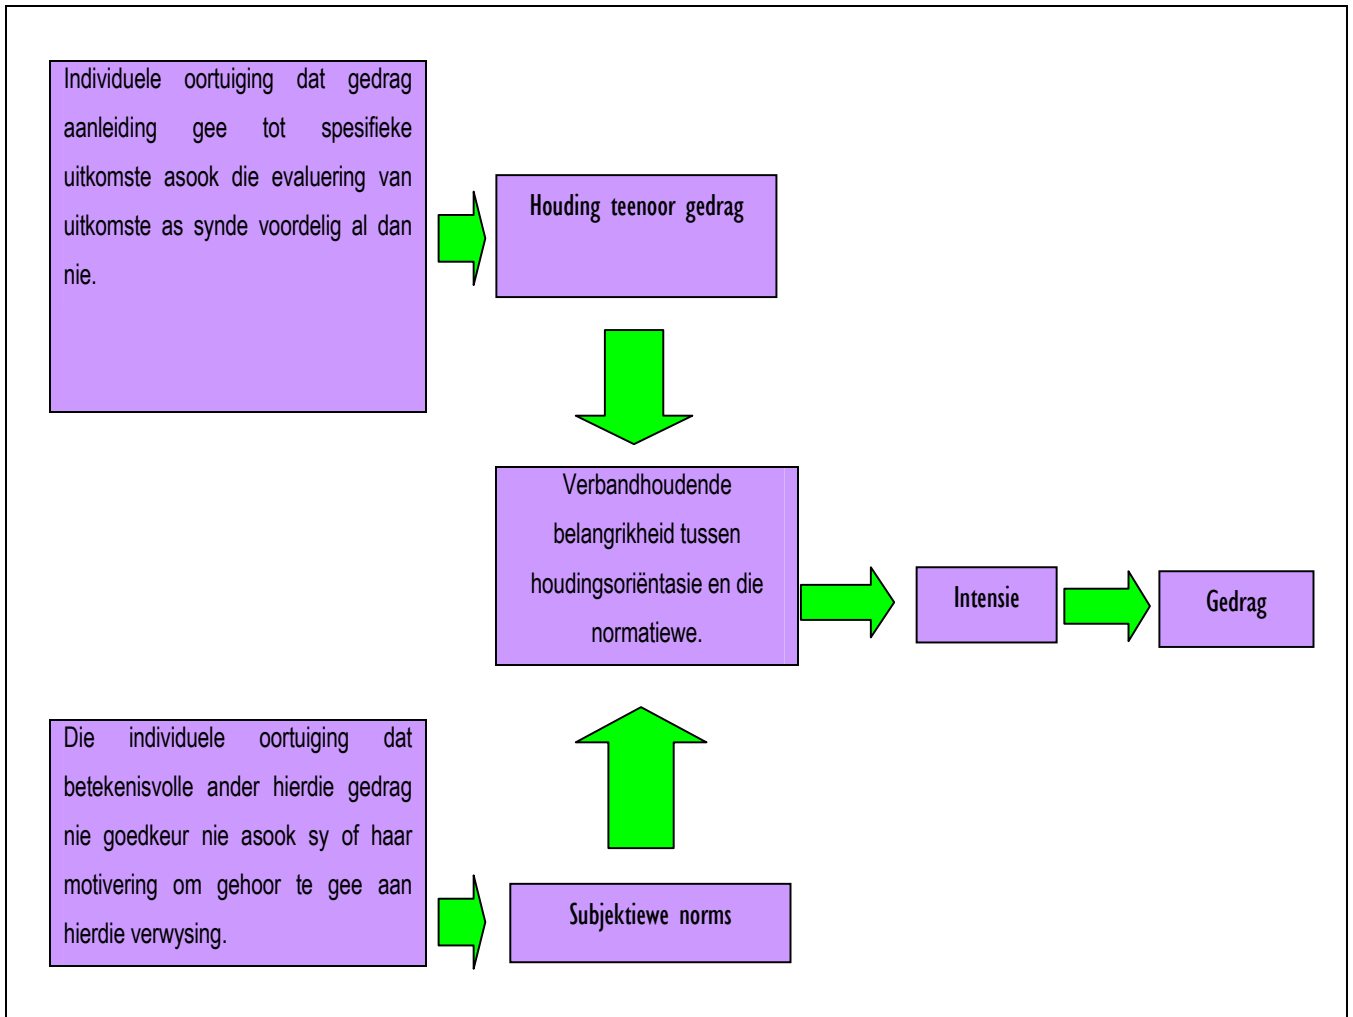 Individuele oortuiging dat gedrag
aanleiding gee tot spesifieke
uitkomste asook die evaluering van
uitkomste as synde voordelig al dan
nie.
Houding teenoor gedrag
Verbandhoudende
belangrikheid tussen
houdingsoriëntasie en die
normatiewe.
Intensie
Gedrag
Die individuele oortuiging dat
betekenisvolle ander hierdie gedrag
nie goedkeur nie asook sy of haar
motivering om gehoor te gee aan
hierdie verwysing.
Subjektiewe norms